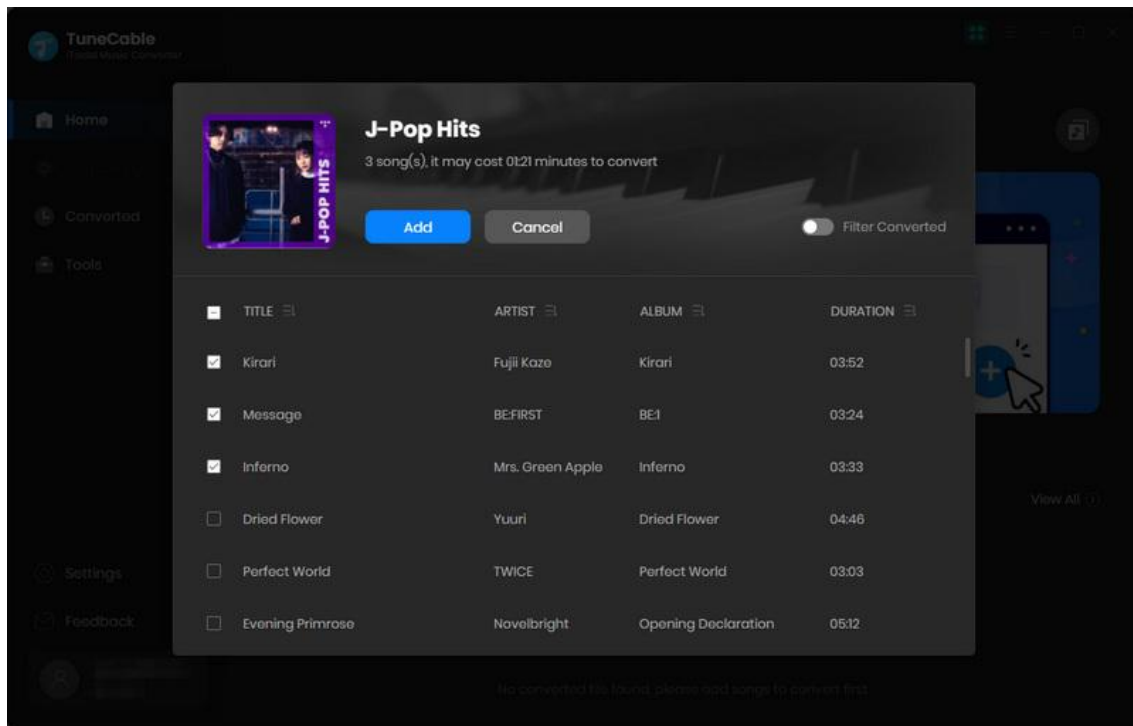 TuneCable
iTidal Music Converter
Home
Converted
Tools
Settings
Feedback
J-POP HITS
J-Pop Hits
3 song(s), it may cost 01:21 minutes to convert
Add Cancel Filter Converted
TITLE ARTIST ALBUM DURATION
Kirari Fujii Kaze Kirari 03:52
Message BE:FIRST BE:1 03:24
Inferno Mrs. Green Apple Inferno 03:33
Dried Flower Yuuri Dried Flower 04:46
Perfect World TWICE Perfect World 03:03
Evening Primrose Novelbright Opening Declaration 05:12
View All
No converted file found, please add songs to convert first